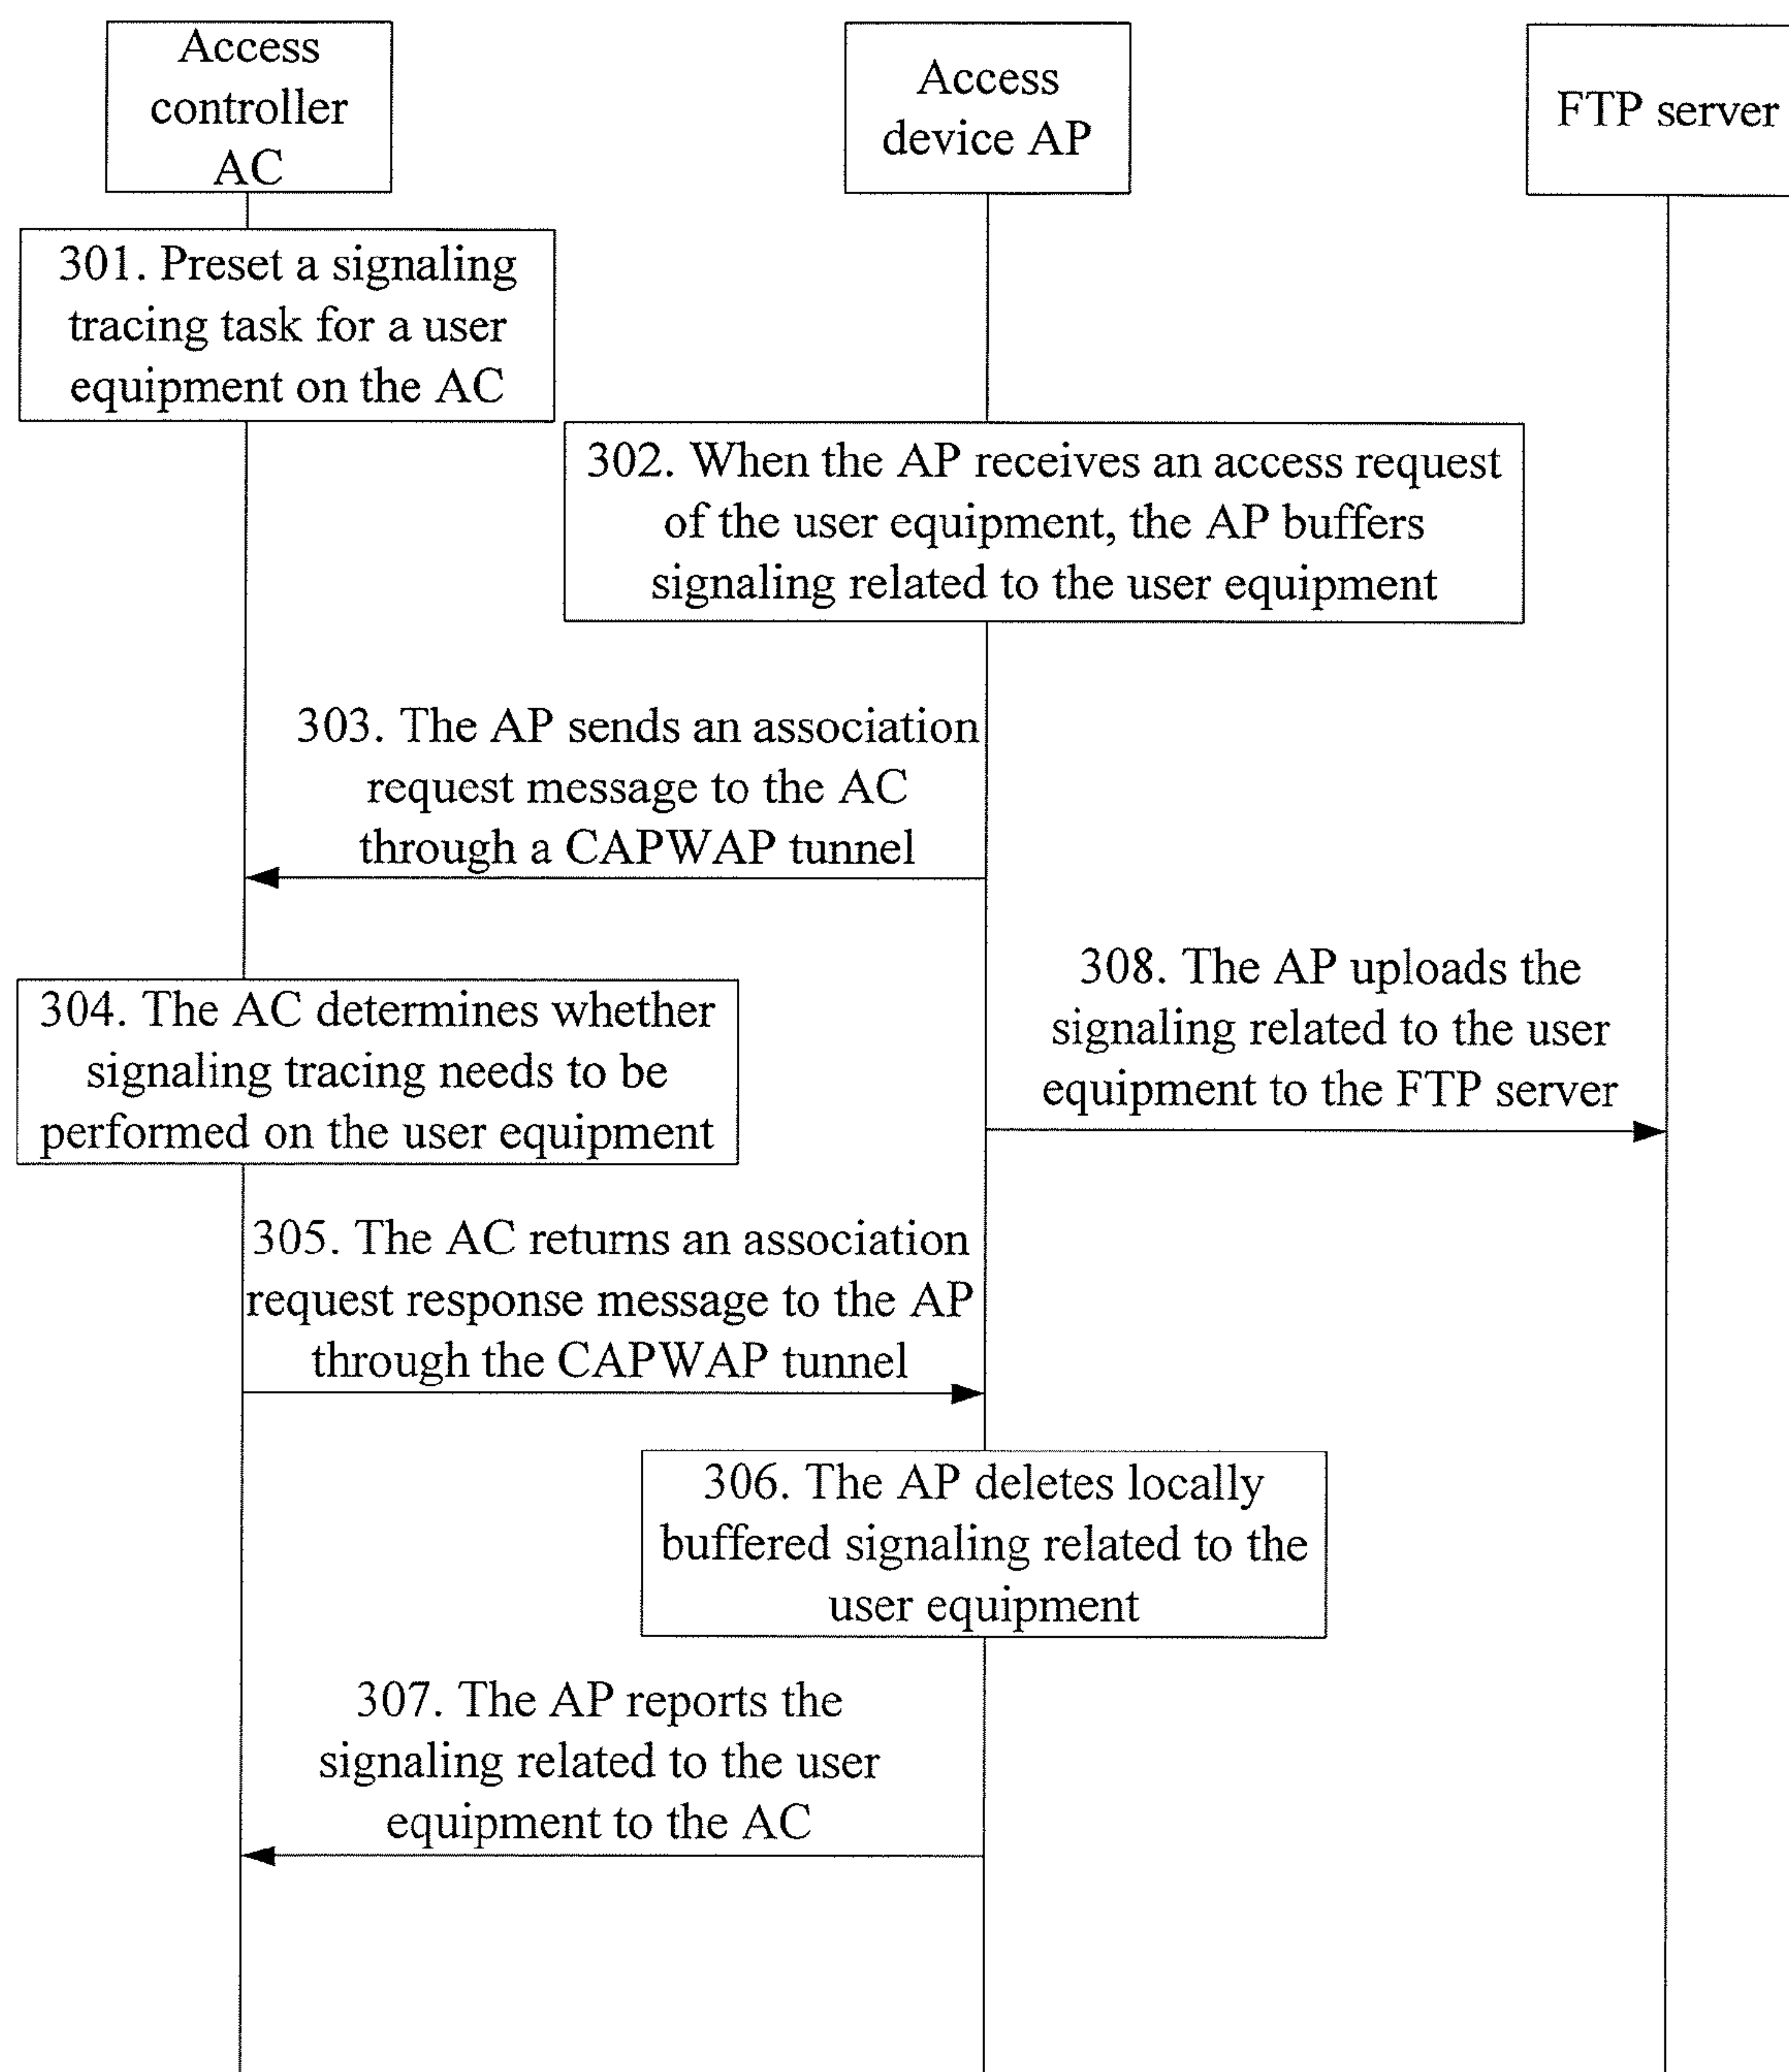 Access
controller
AC
Access
device AP
FTP server
301. Preset a signaling
tracing task for a user
equipment on the AC
302. When the AP receives an access request
of the user equipment, the AP buffers
signaling related to the user equipment
303. The AP sends an association
request message to the AC
through a CAPWAP tunnel
308. The AP uploads the
signaling related to the user
equipment to the FTP server
304. The AC determines whether
signaling tracing needs to be
performed on the user equipment
305. The AC returns an association
request response message to the AP
through the CAPWAP tunnel
306. The AP deletes locally
buffered signaling related to the
user equipment
307. The AP reports the
signaling related to the user
equipment to the AC